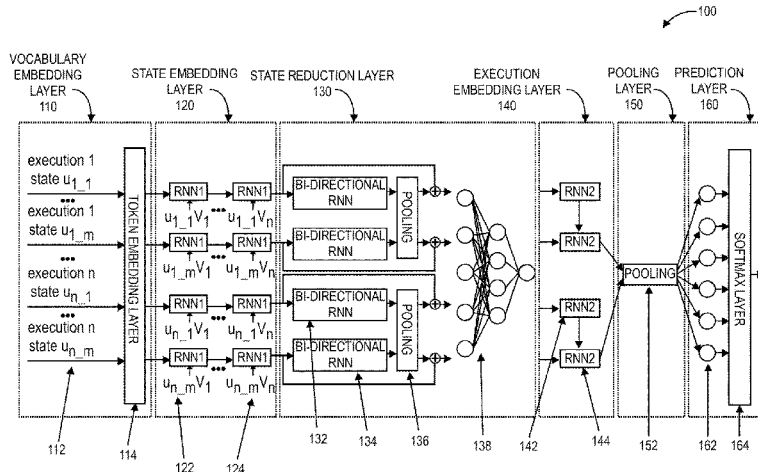 100
VOCABULARY
EMBEDDING
LAYER
110
STATE EMBEDDING
LAYER
120
STATE REDUCTION LAYER
130
EXECUTION
EMBEDDING LAYER
140
POOLING
LAYER
150
PREDICTION
LAYER
160
execution 1
state u1_1
•••
execution 1
state u1_m
•••
execution n
state un_1
•••
execution n
state un_m
TOKEN EMBEDDING LAYER
RNN1
RNN1
u1_1V1
•••
u1_1Vn
RNN1
RNN1
u1_mV1
•••
u1_mVn
RNN1
RNN1
un_1V1
•••
un_1Vn
RNN1
RNN1
un_mV1
•••
un_mVn
BI-DIRECTIONAL
RNN
BI-DIRECTIONAL
RNN
POOLING
BI-DIRECTIONAL
RNN
BI-DIRECTIONAL
RNN
POOLING
RNN2
RNN2
RNN2
RNN2
POOLING
SOFTMAX LAYER
112
114
122
124
132
134
136
138
142
144
152
162
164